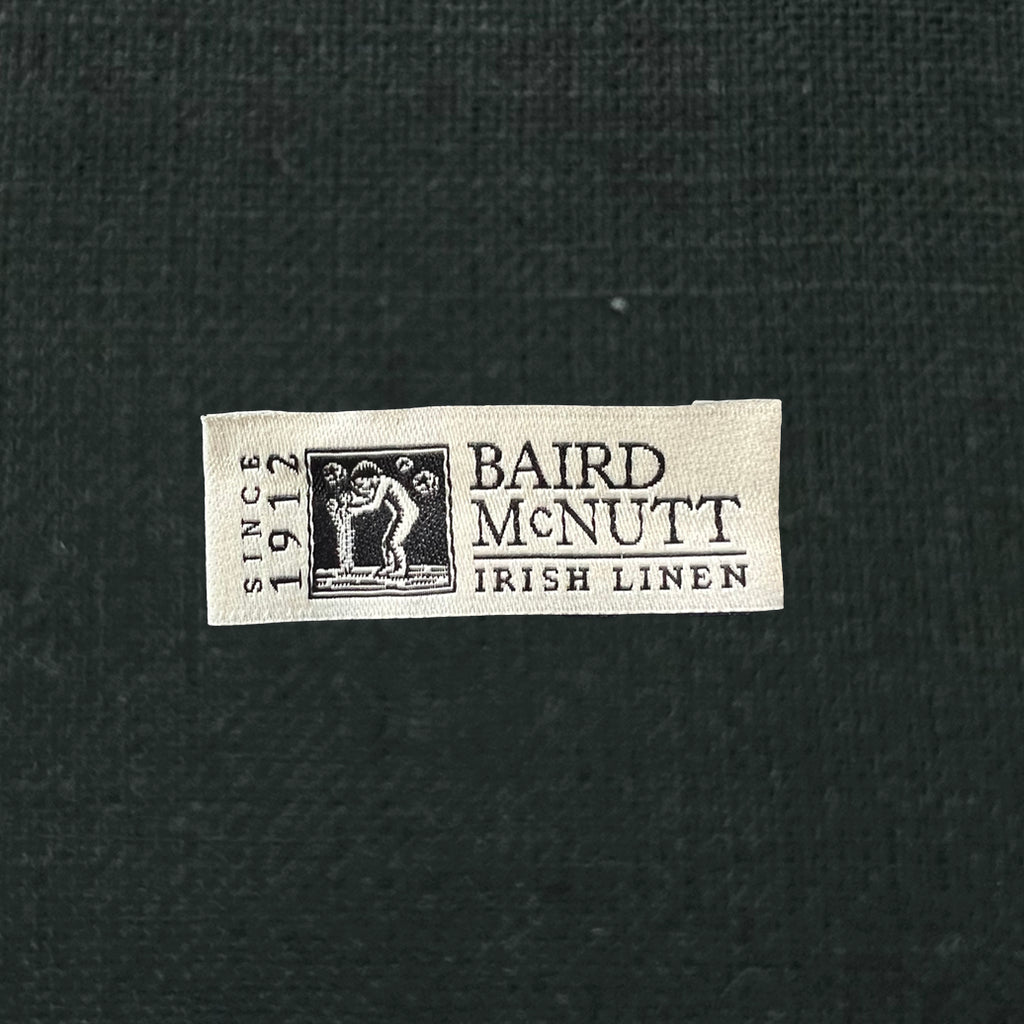 SINCE
1912
BAIRD
McNUTT
IRISH LINEN